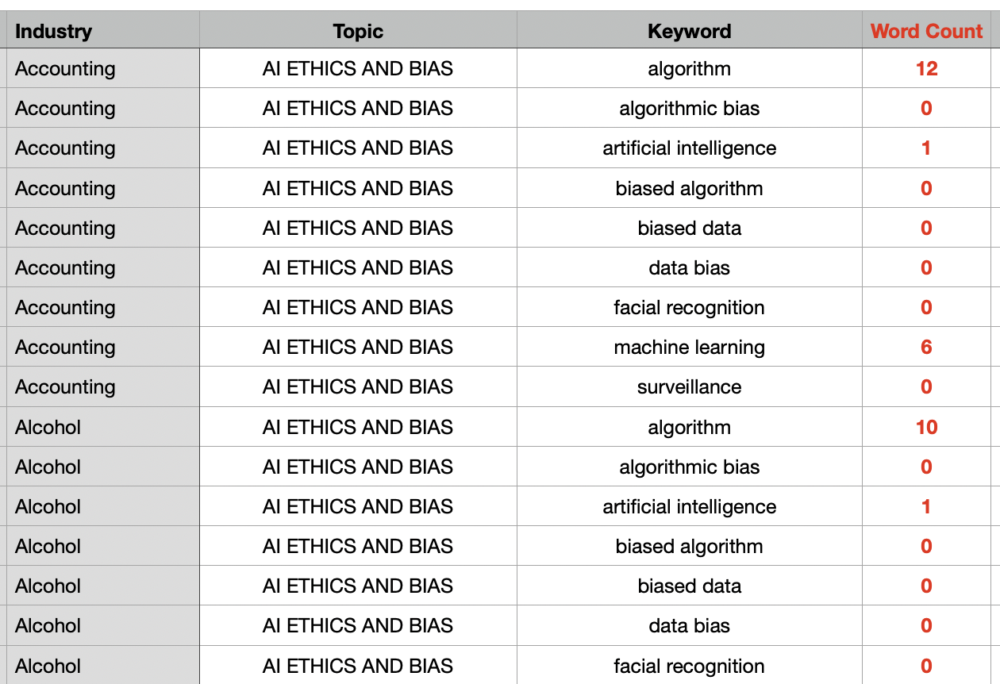 Industry Topic Keyword Word Count
Accounting AI ETHICS AND BIAS algorithm 12
Accounting AI ETHICS AND BIAS algorithmic bias 0
Accounting AI ETHICS AND BIAS artificial intelligence 1
Accounting AI ETHICS AND BIAS biased algorithm 0
Accounting AI ETHICS AND BIAS biased data 0
Accounting AI ETHICS AND BIAS data bias 0
Accounting AI ETHICS AND BIAS facial recognition 0
Accounting AI ETHICS AND BIAS machine learning 6
Accounting AI ETHICS AND BIAS surveillance 0
Alcohol AI ETHICS AND BIAS algorithm 10
Alcohol AI ETHICS AND BIAS algorithmic bias 0
Alcohol AI ETHICS AND BIAS artificial intelligence 1
Alcohol AI ETHICS AND BIAS biased algorithm 0
Alcohol AI ETHICS AND BIAS biased data 0
Alcohol AI ETHICS AND BIAS data bias 0
Alcohol AI ETHICS AND BIAS facial recognition 0